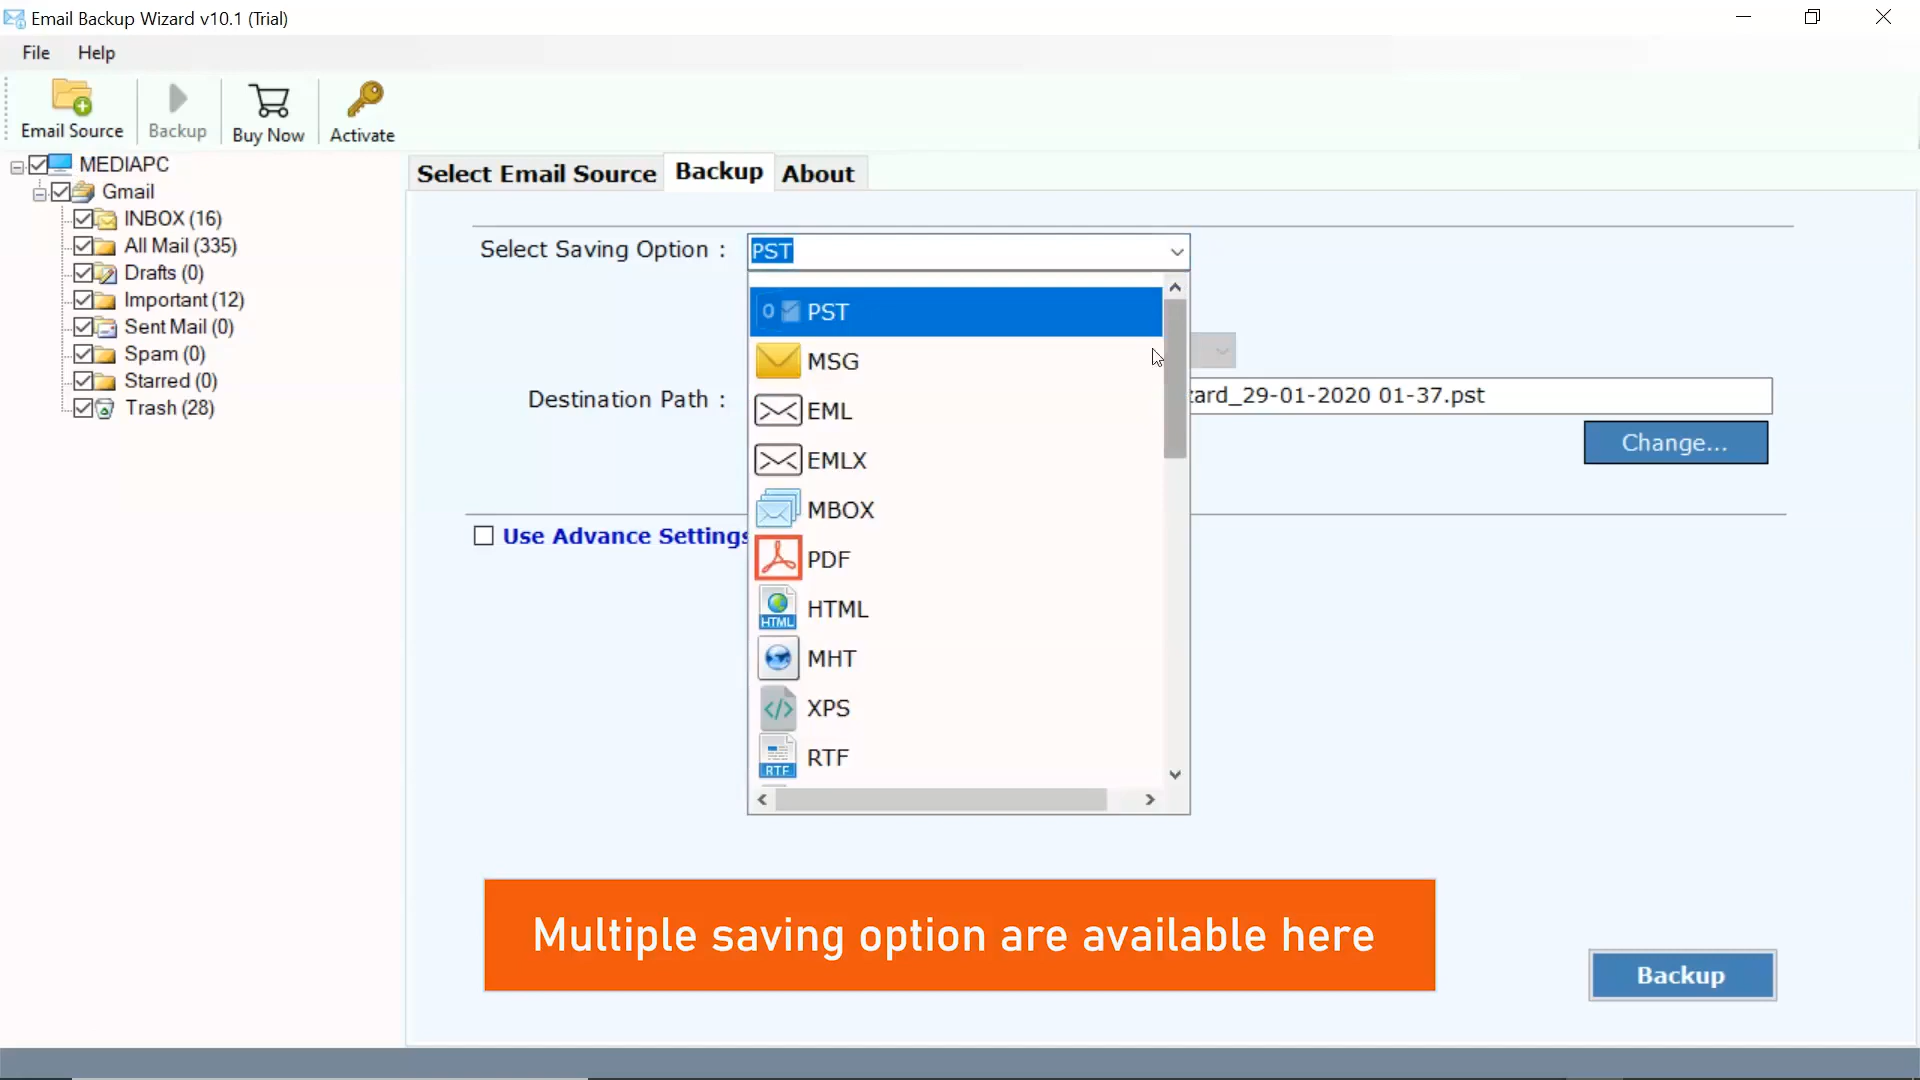 Email Backup Wizard v10.1 (Trial)
File Help
Email Source Backup Buy Now Activate
MEDIAPC
Gmail
INBOX (16)
All Mail (335)
Drafts (0)
Important (12)
Sent Mail (0)
Spam (0)
Starred (0)
Trash (28)
Select Email Source Backup About
Select Saving Option : PST
PST
MSG
EML
EMLX
MBOX
PDF
HTML
HTML
MHT
XPS
RTF
RTF
Destination Path : zard_29-01-2020 01-37.pst
Change...
Use Advance Settings
Multiple saving option are available here
Backup